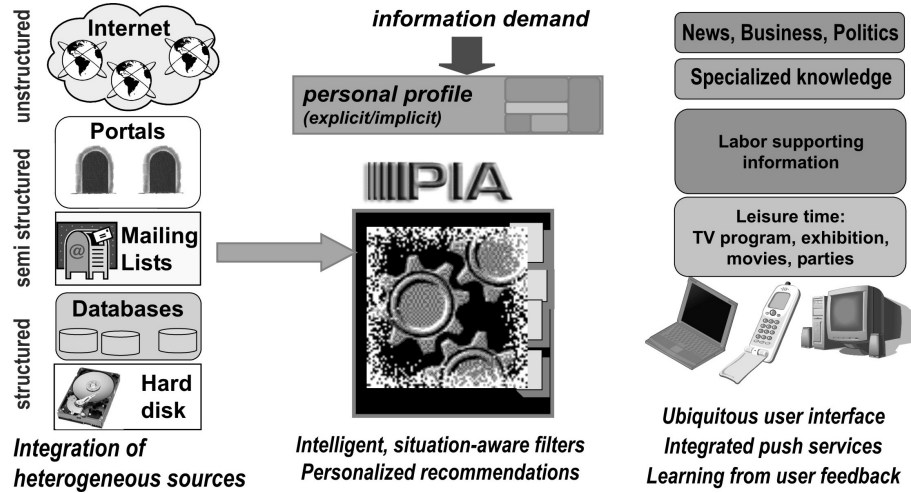 unstructured
Internet
semi structured
Portals
@
Mailing
Lists
structured
Databases
Hard
disk
Integration of
heterogeneous sources
information demand
personal profile
(explicit/implicit)
PIA
Intelligent, situation-aware filters
Personalized recommendations
News, Business, Politics
Specialized knowledge
Labor supporting
information
Leisure time:
TV program, exhibition,
movies, parties
Ubiquitous user interface
Integrated push services
Learning from user feedback